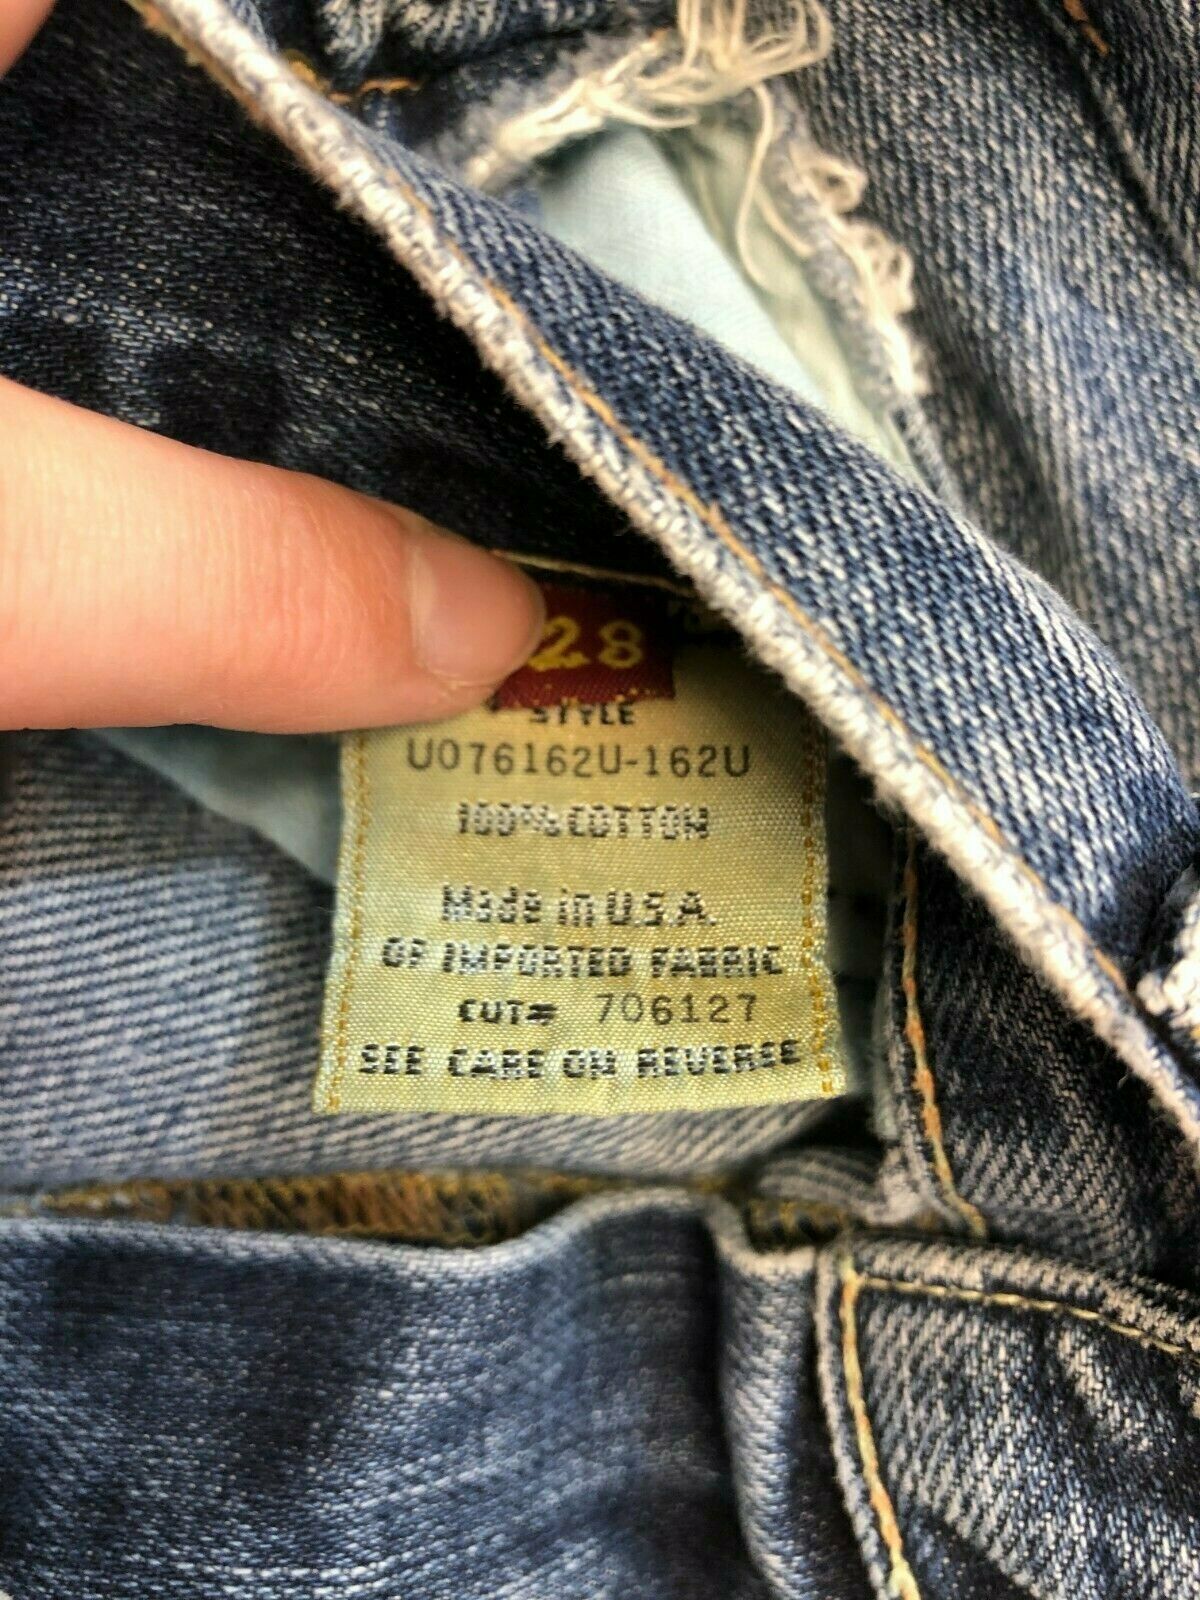 28
STYLE
U076162U-162U
100% COTTON
Made in U.S.A.
OF IMPORTED FABRIC
CUT# 706127
SEE CARE ON REVERSE